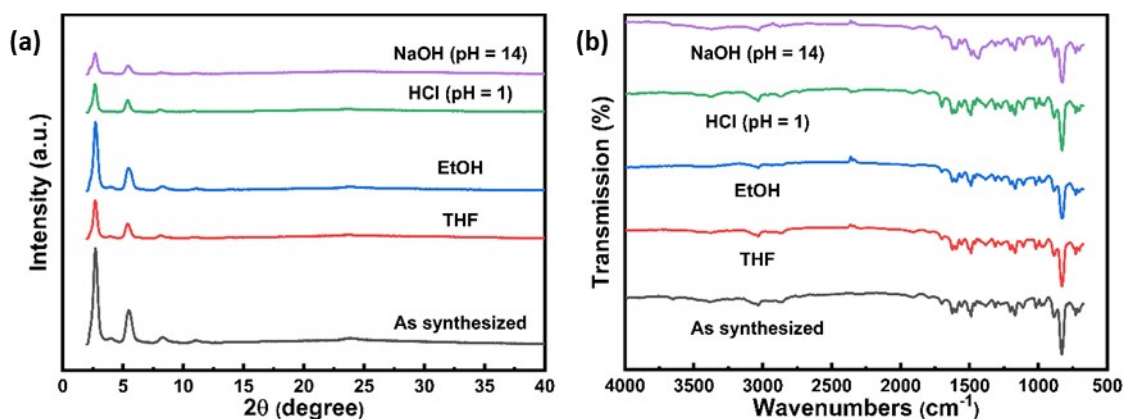 (a)
Intensity (a.u.)
NaOH (pH = 14)
HCl (pH = 1)
EtOH
THF
As synthesized
0 5 10 15 20 25 30 35 40
2θ (degree)
(b)
Transmission (%)
NaOH (pH = 14)
HCl (pH = 1)
EtOH
THF
As synthesized
4000 3500 3000 2500 2000 1500 1000 500
Wavenumbers (cm⁻¹)